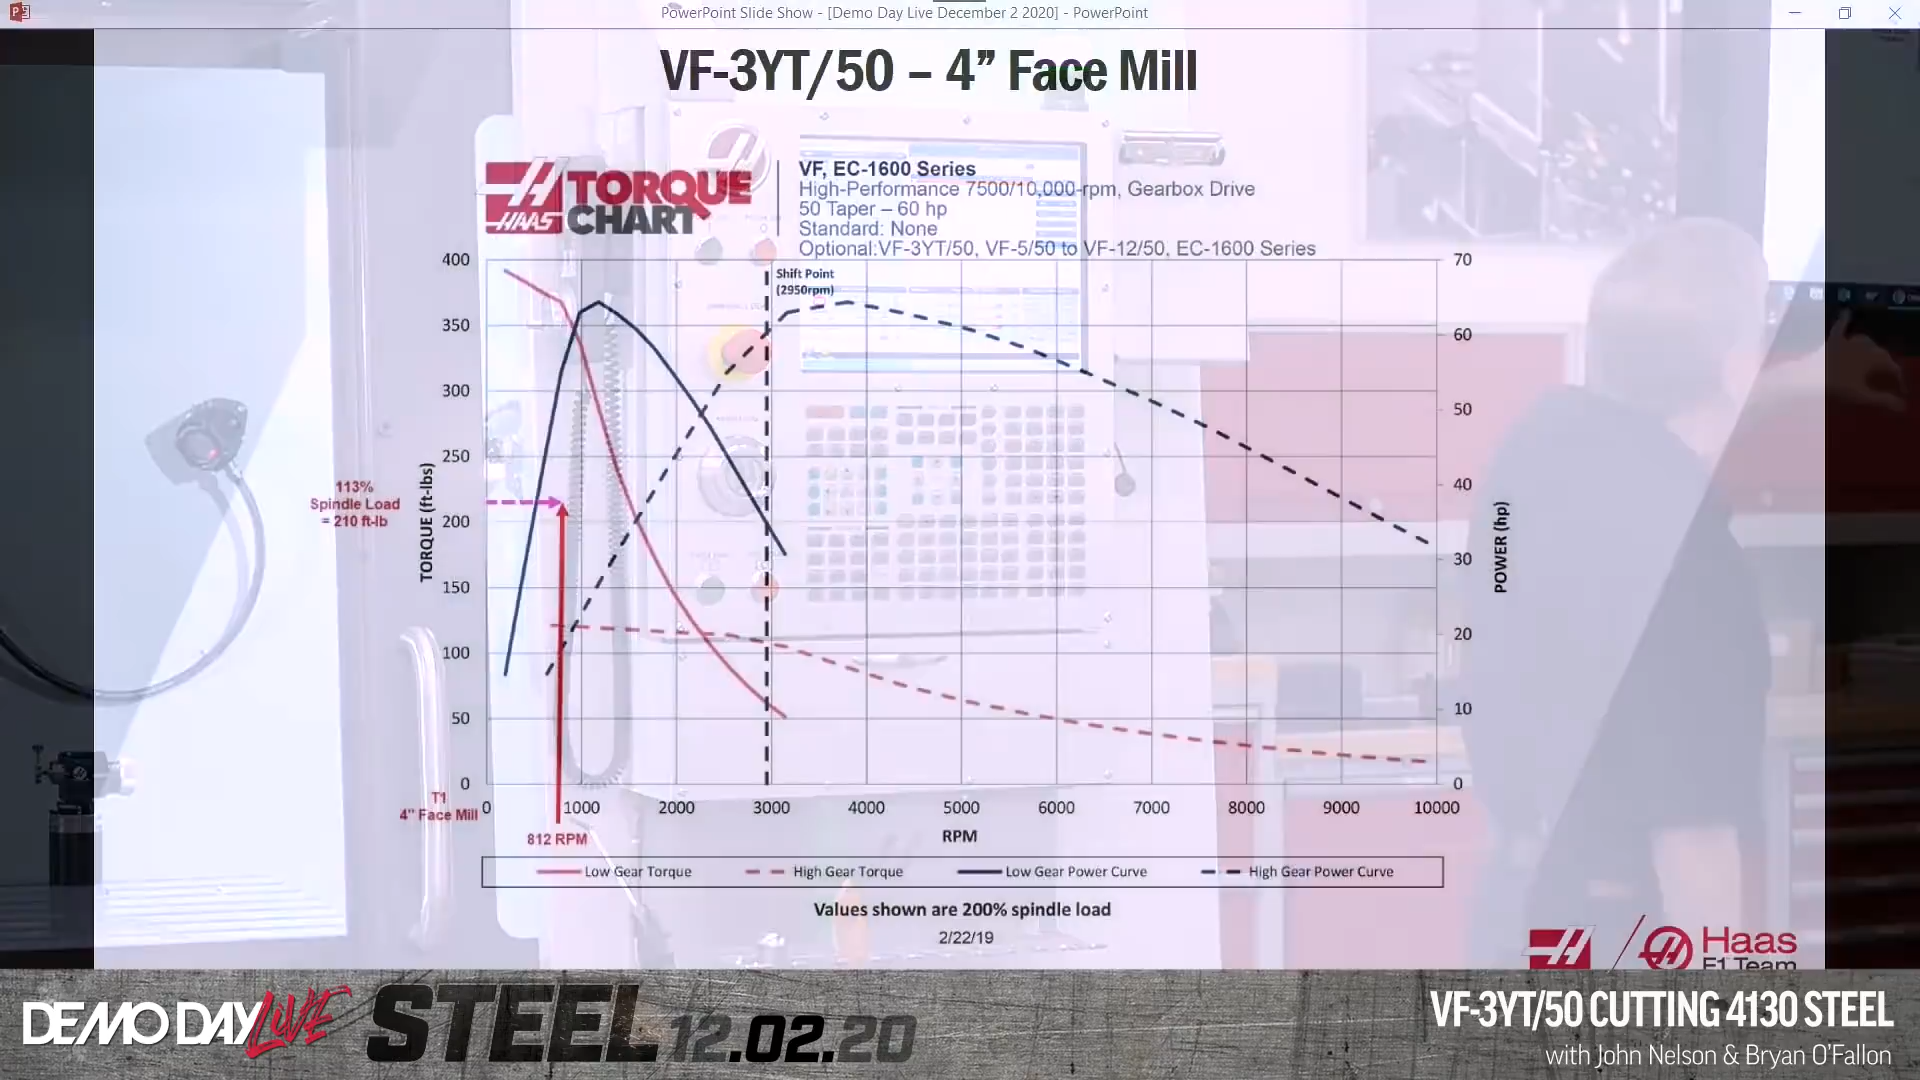 PowerPoint Slide Show - [Demo Day Live December 2 2020] - PowerPoint
VF-3YT/50 – 4” Face Mill
HAAS
TORQUE
CHART
VF, EC-1600 Series
High-Performance 7500/10,000-rpm, Gearbox Drive
50 Taper – 60 hp
Standard: None
Optional:VF-3YT/50, VF-5/50 to VF-12/50, EC-1600 Series
Shift Point
(2950rpm)
400
350
300
250
200
150
100
50
0
TORQUE (ft-lbs)
113%
Spindle Load
= 210 ft-lb
70
60
50
40
30
20
10
0
POWER (hp)
T1
4" Face Mill
0 1000 2000 3000 4000 5000 6000 7000 8000 9000 10000
812 RPM
RPM
Low Gear Torque High Gear Torque Low Gear Power Curve High Gear Power Curve
Values shown are 200% spindle load
2/22/19
Haas
F1 Team
DEMO DAY LIVE STEEL 12.02.20
VF-3YT/50 CUTTING 4130 STEEL
with John Nelson & Bryan O'Fallon